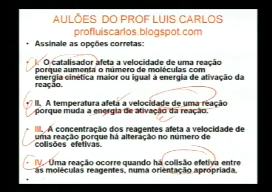 AULÕES DO PROF LUIS CARLOS
profluiscarlos.blogspot.com
• Assinale as opções corretas:
• I. O catalisador afeta a velocidade de uma reação
porque aumenta o número de moléculas com
energia cinética maior ou igual à energia de ativação da
reação.
• II. A temperatura afeta a velocidade de uma reação
porque muda a energia de ativação da reação.
• III. A concentração dos reagentes afeta a velocidade de
uma reação porque há alteração no número de
colisões efetivas.
• IV. Uma reação ocorre quando há colisão efetiva entre
as moléculas reagentes, numa orientação apropriada.
•